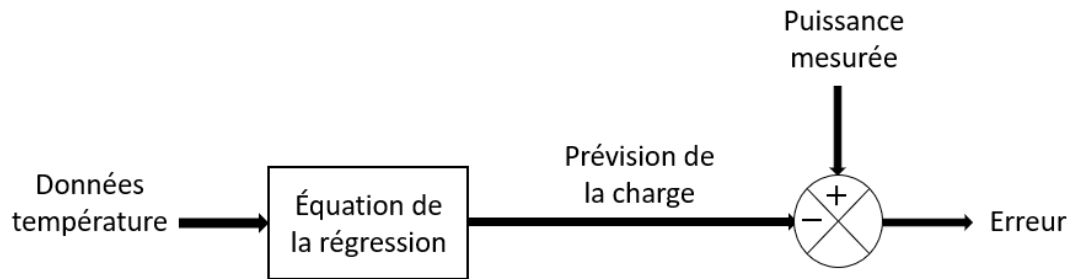 Puissance
mesurée
Données
température
Équation de
la régression
Prévision de
la charge
+
−
Erreur